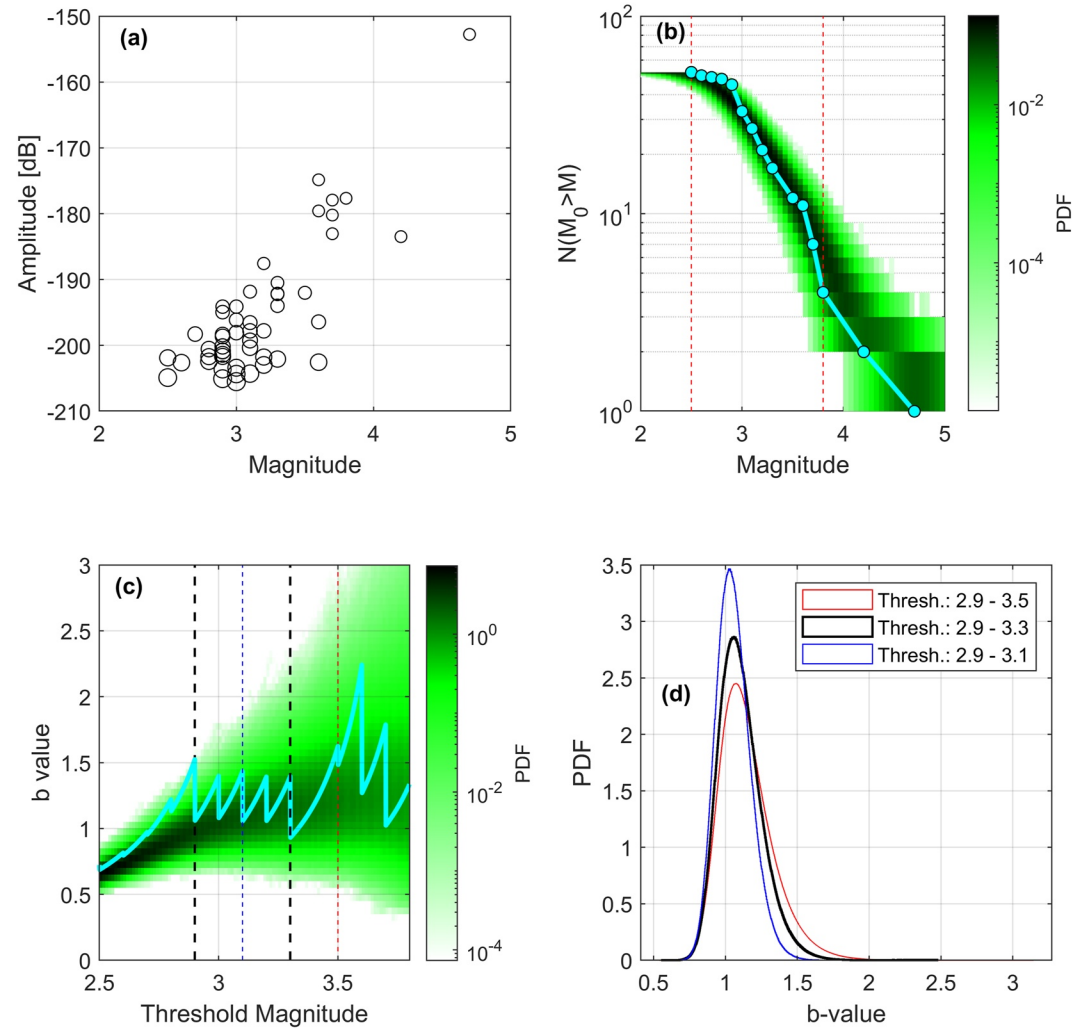 (a)
-150
-160
-170
-180
-190
-200
-210
Amplitude [dB]
2
3
4
5
Magnitude
(b)
10^2
10^1
10^0
N(M_0>M)
2
3
4
5
Magnitude
10^-2
10^-4
PDF
(c)
3
2.5
2
1.5
1
0.5
0
b value
2.5
3
3.5
Threshold Magnitude
10^0
10^-2
10^-4
PDF
3.5
3
2.5
2
1.5
1
0.5
0
PDF
Thresh.: 2.9 - 3.5
Thresh.: 2.9 - 3.3
Thresh.: 2.9 - 3.1
(d)
0.5
1
1.5
2
2.5
3
b-value